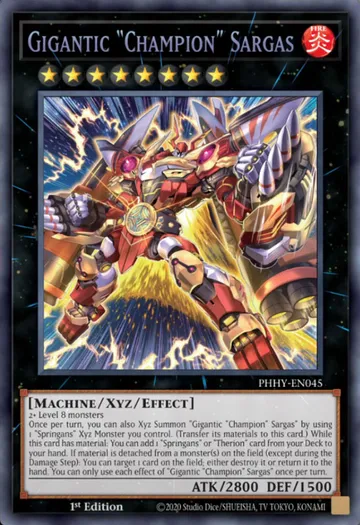 GIGANTIC "CHAMPION" SARGAS
FIRE
炎
PHHY-EN045
[MACHINE/XYZ/EFFECT]
2+ Level 8 monsters
Once per turn, you can also Xyz Summon "Gigantic "Champion" Sargas" by using
1 "Springans" Xyz Monster you control. (Transfer its materials to this card.) While
this card has material: You can add 1 "Springans" or "Therion" card from your Deck to
your hand. If material is detached from a monster(s) on the field (except during the
Damage Step): You can target 1 card on the field; either destroy it or return it to the
hand. You can only use each effect of "Gigantic "Champion" Sargas" once per turn.
ATK/2800 DEF/1500
1st Edition
©2020 Studio Dice/SHUEISHA, TV TOKYO, KONAMI